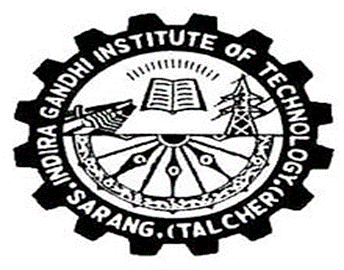 INDIRA GANDHI INSTITUTE OF TECHNOLOGY
SARANG, (TALCHER)